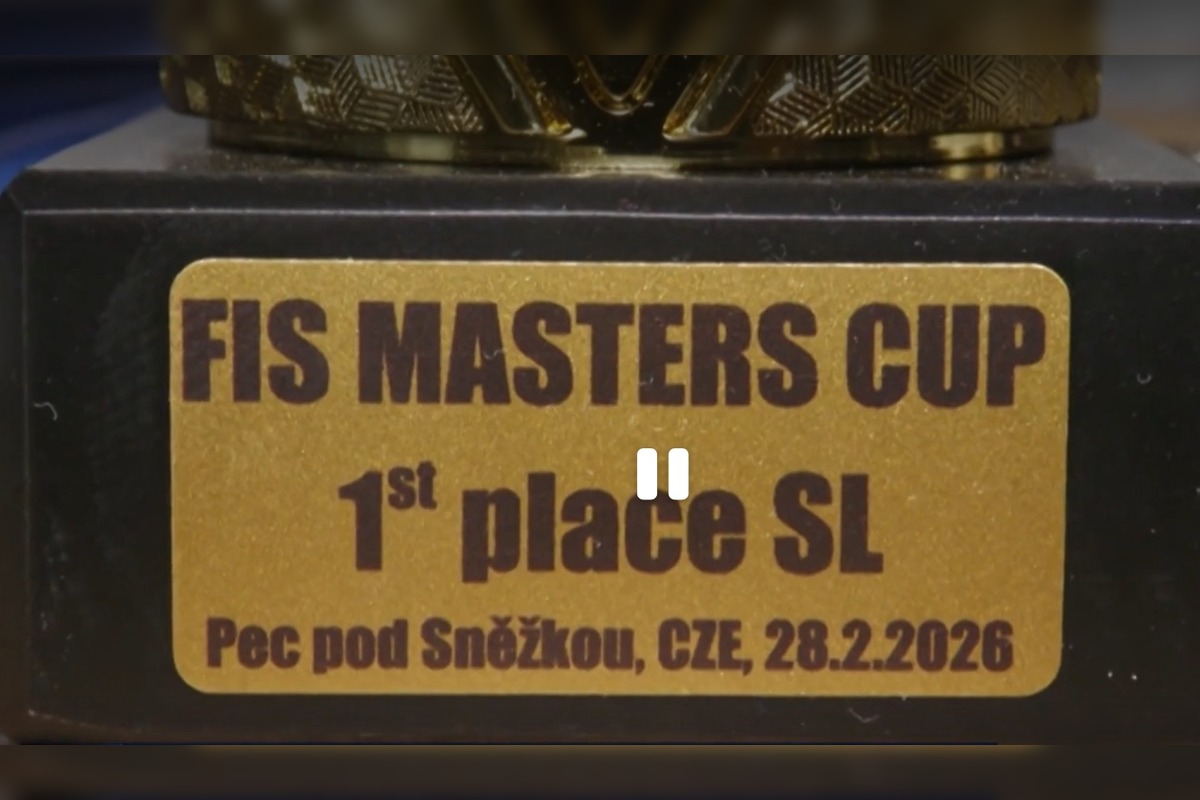 FIS MASTERS CUP
1st place SL
Pec pod Sněžkou, CZE, 28.2.2026